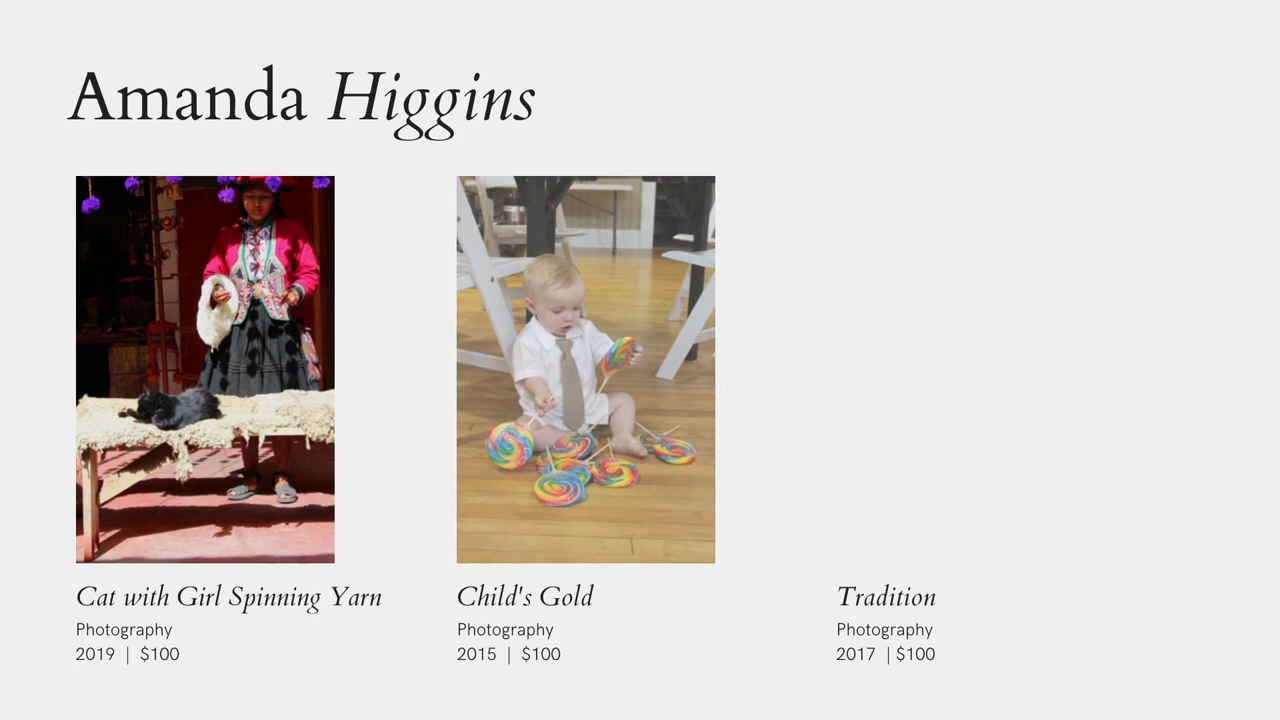 Amanda Higgins
Cat with Girl Spinning Yarn
Photography
2019 | $100
Child's Gold
Photography
2015 | $100
Tradition
Photography
2017 | $100